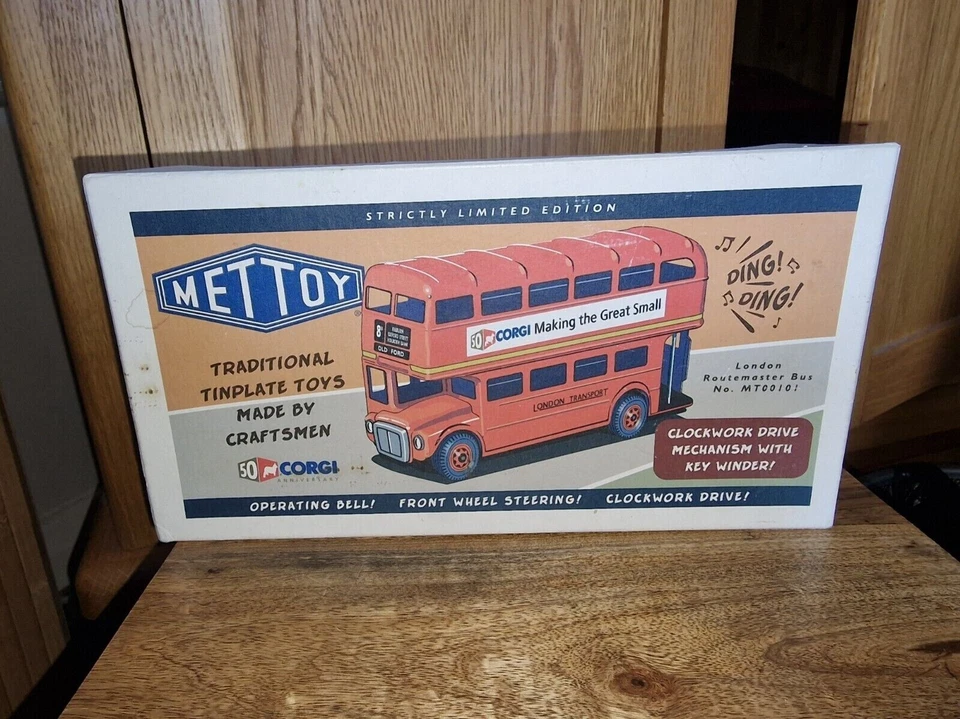 STRICTLY LIMITED EDITION
METTOY
®
DING!
DING!
TRADITIONAL
TINPLATE TOYS
MADE BY
CRAFTSMEN
50 CORGI
ANNIVERSARY
50 CORGI Making the Great Small
8
OLD FORD
LONDON TRANSPORT
London
Routemaster Bus
No. MT00101
CLOCKWORK DRIVE
MECHANISM WITH
KEY WINDER!
OPERATING BELL! FRONT WHEEL STEERING! CLOCKWORK DRIVE!